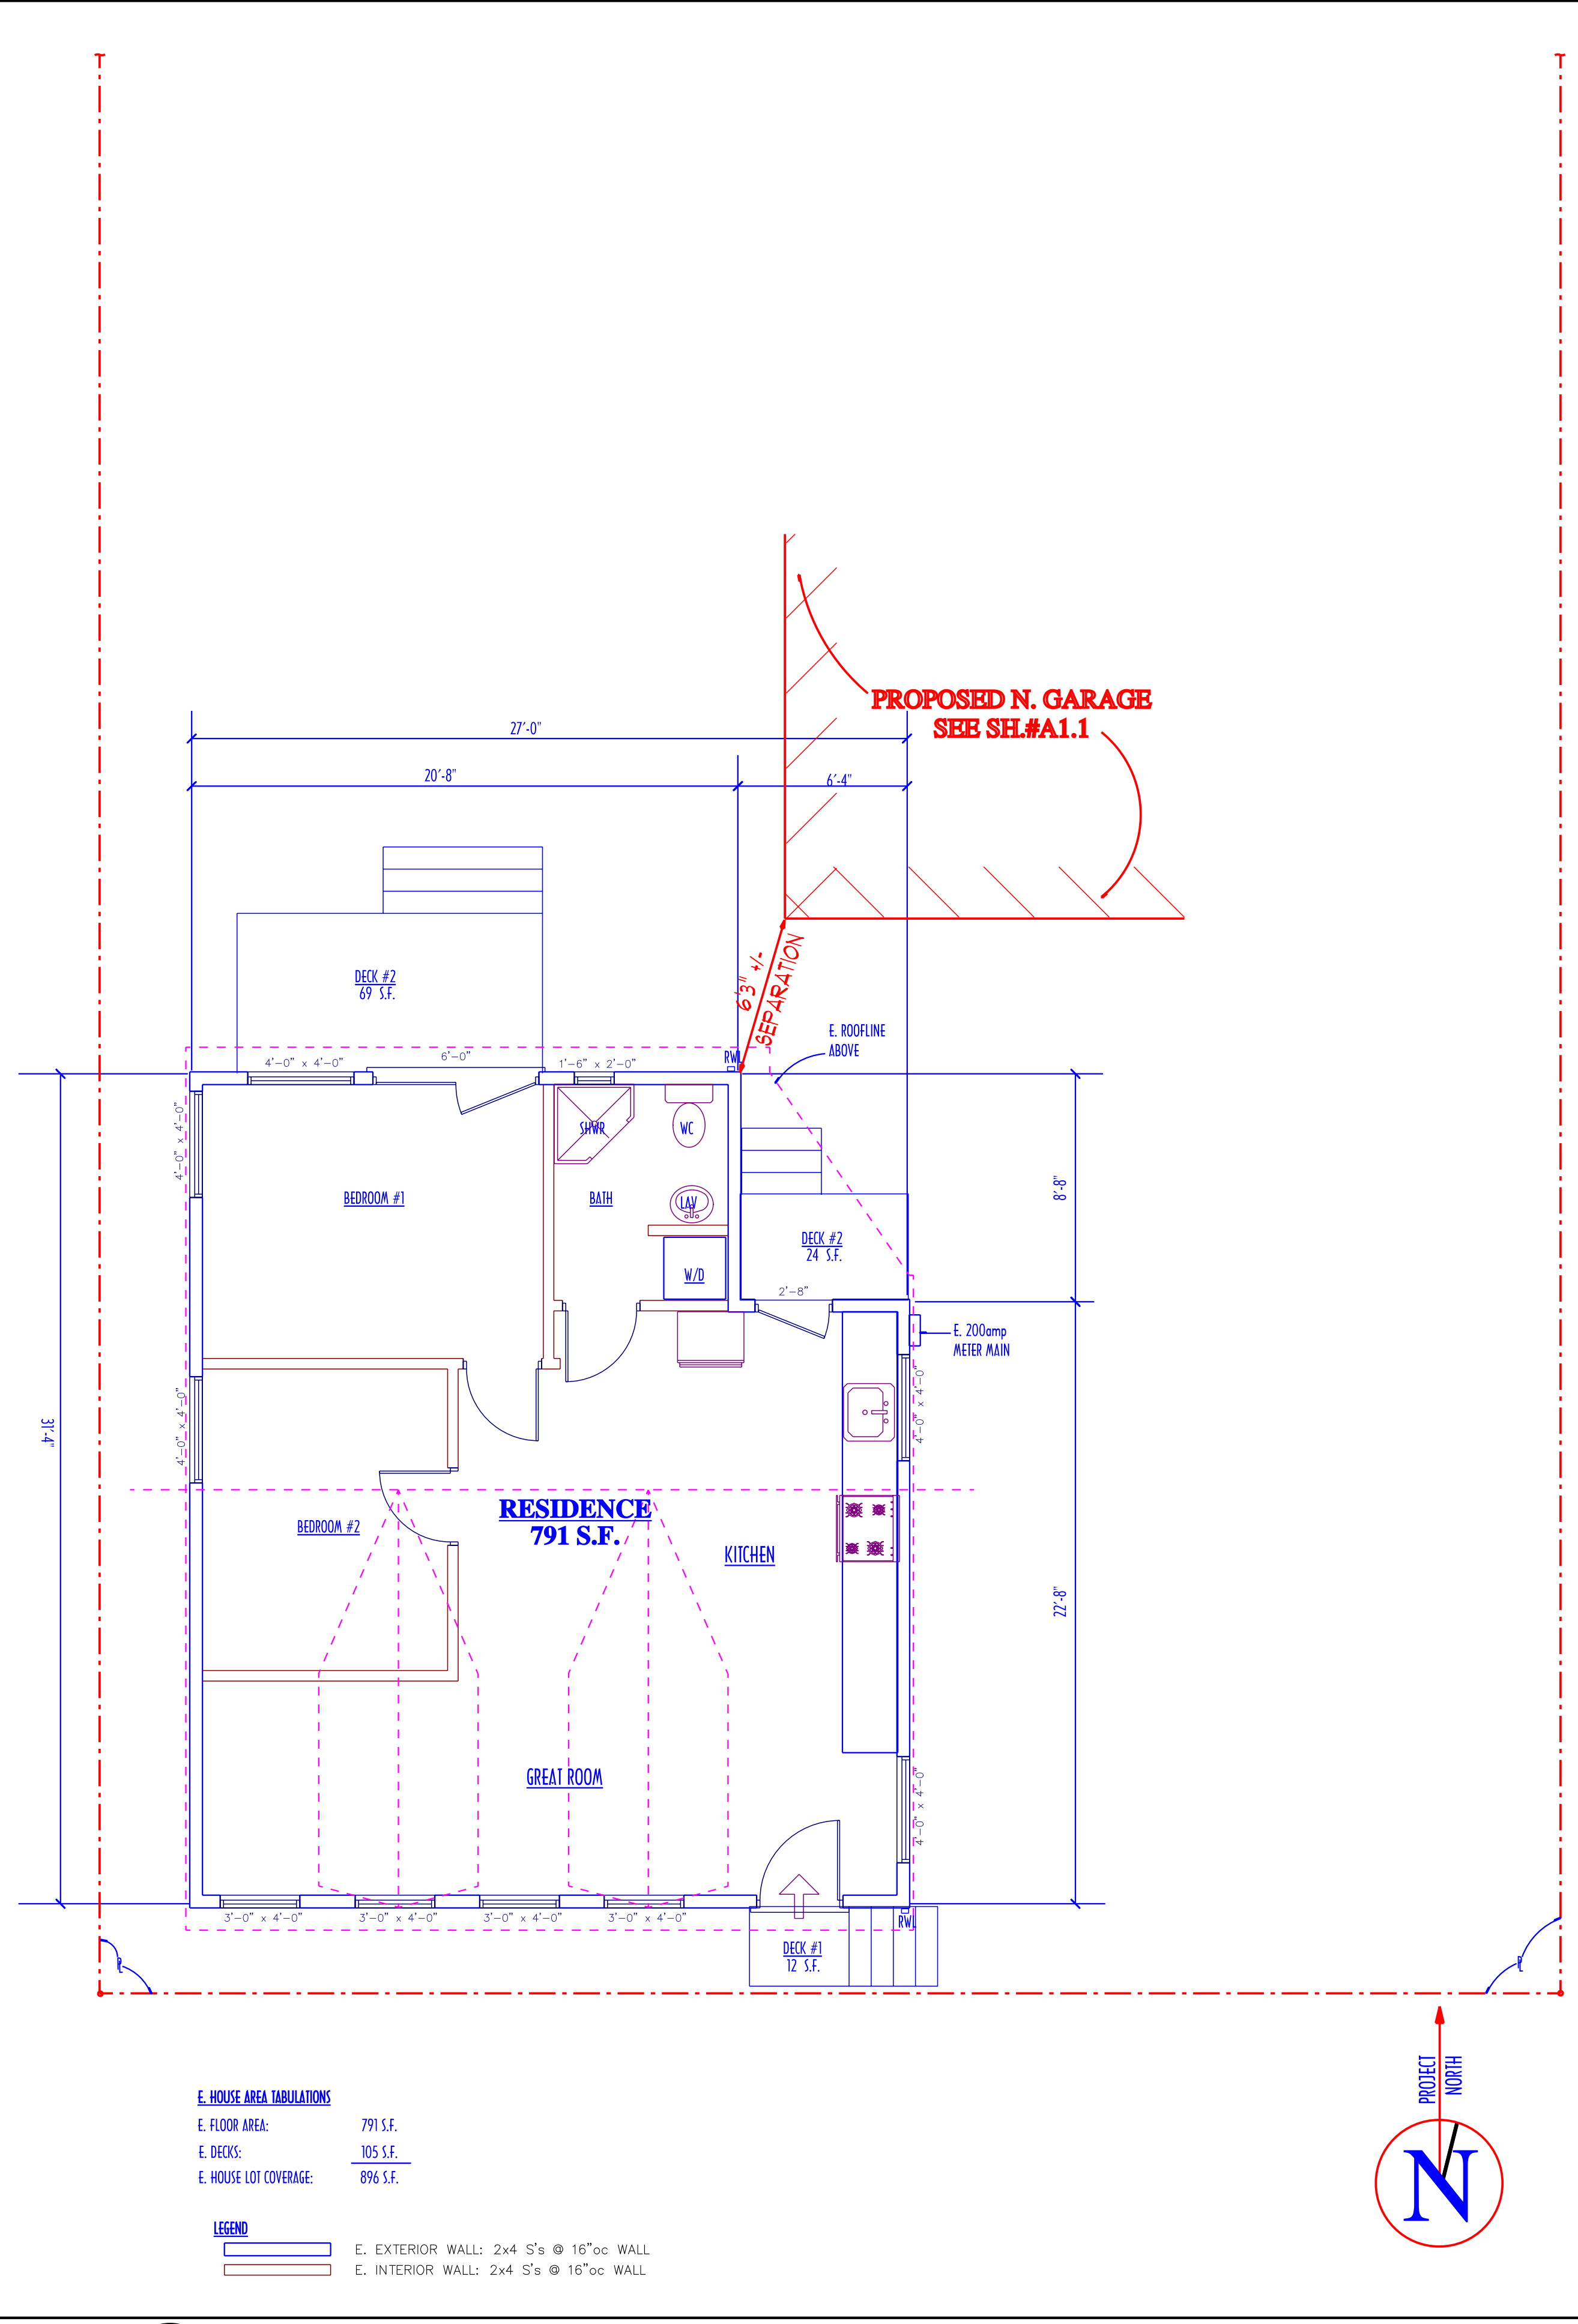 PROPOSED N. GARAGE
SEE SH.#A1.1
27'-0"
20'-8"
6'-4"
DECK #2
69 S.F.
6'3" +/-
SEPARATION
E. ROOFLINE
ABOVE
4'-0" x 4'-0"
6'-0"
1'-6" x 2'-0"
RWL
4'-0" x 4'-0"
SHWR
WC
BEDROOM #1
BATH
LAV
8'-8"
DECK #2
24 S.F.
W/D
2'-8"
E. 200amp
METER MAIN
4'-0" x 4'-0"
4'-0" x 4'-0"
31'-4"
RESIDENCE
791 S.F.
BEDROOM #2
KITCHEN
22'-8"
GREAT ROOM
4'-0" x 4'-0"
3'-0" x 4'-0"
3'-0" x 4'-0"
3'-0" x 4'-0"
3'-0" x 4'-0"
RWL
DECK #1
12 S.F.
PL
PL
PROJECT
NORTH
N
E. HOUSE AREA TABULATIONS
E. FLOOR AREA: 791 S.F.
E. DECKS: 105 S.F.
E. HOUSE LOT COVERAGE: 896 S.F.
LEGEND
E. EXTERIOR WALL: 2x4 S's @ 16"oc WALL
E. INTERIOR WALL: 2x4 S's @ 16"oc WALL